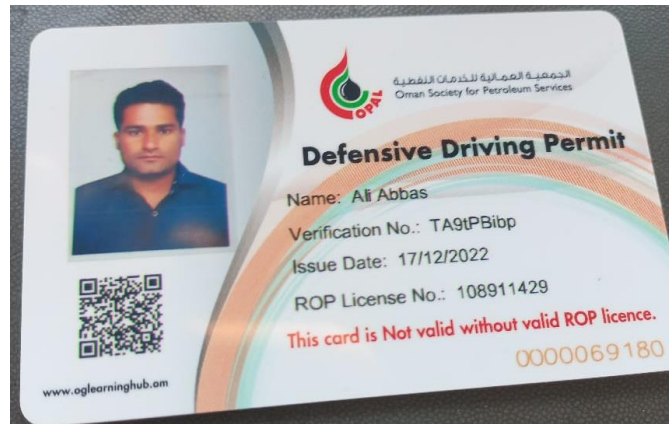 الجمعية العمانية للخدمات النفطية
Oman Society for Petroleum Services
OPAL
Defensive Driving Permit
Name: Ali Abbas
Verification No.: TA9tPBibp
Issue Date: 17/12/2022
ROP License No.: 108911429
This card is Not valid without valid ROP licence.
0000069180
www.oglearninghub.om